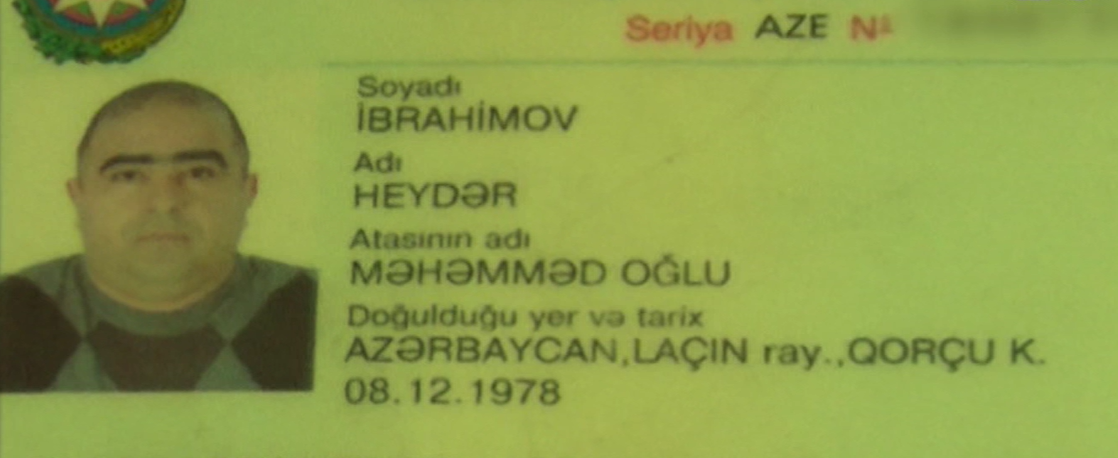 Seriya AZE №
Soyadı
İBRAHİMOV
Adı
HEYDƏR
Atasının adı
MƏHƏMMƏD OĞLU
Doğulduğu yer və tarix
AZƏRBAYCAN,LAÇIN ray.,QORÇU K.
08.12.1978